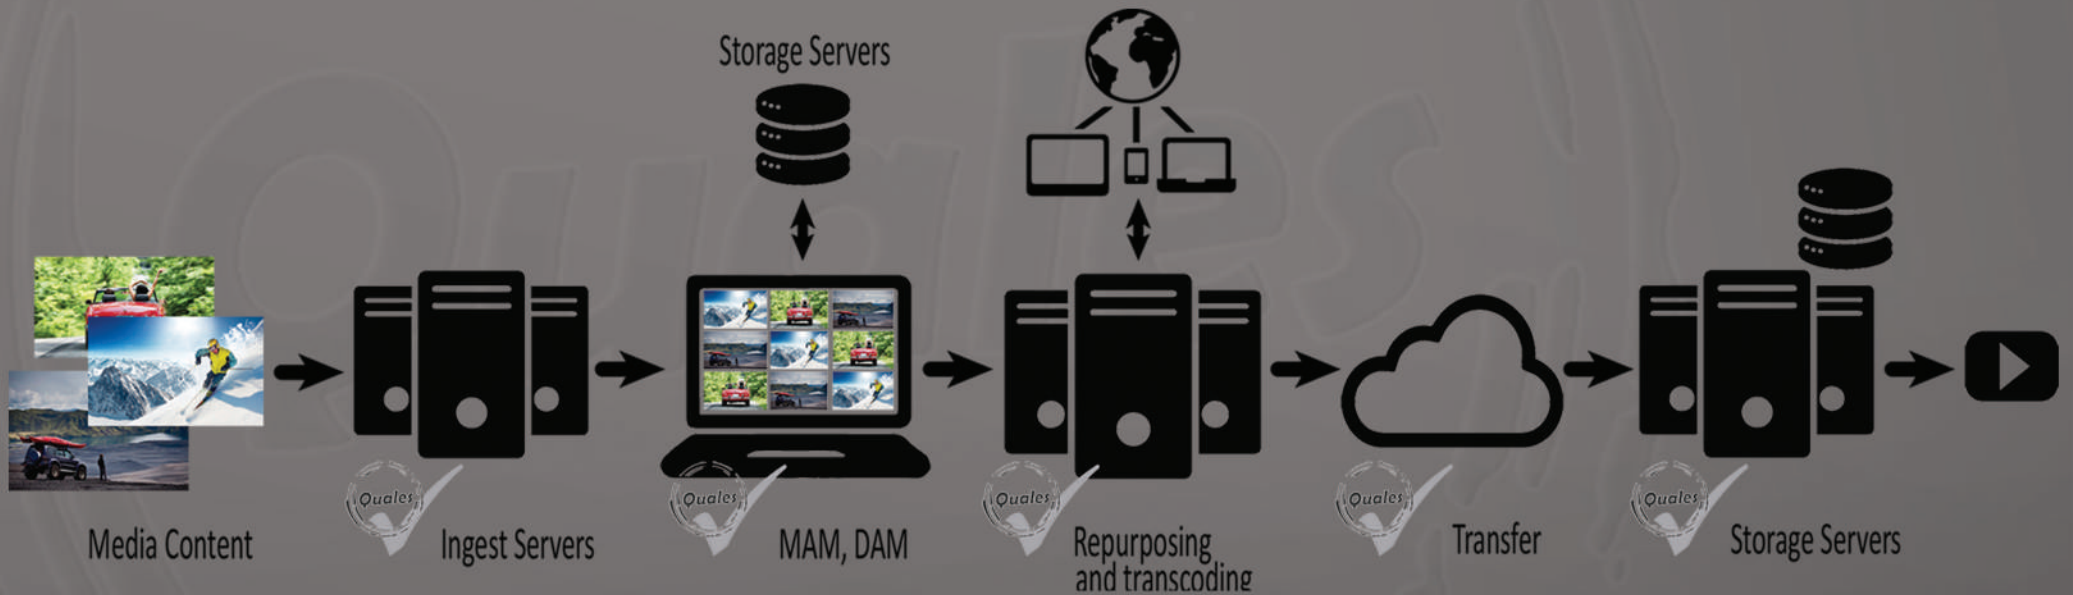 Storage Servers
Quales
Media Content
Quales
Ingest Servers
Quales
MAM, DAM
Quales
Repurposing
and transcoding
Quales
Transfer
Quales
Storage Servers